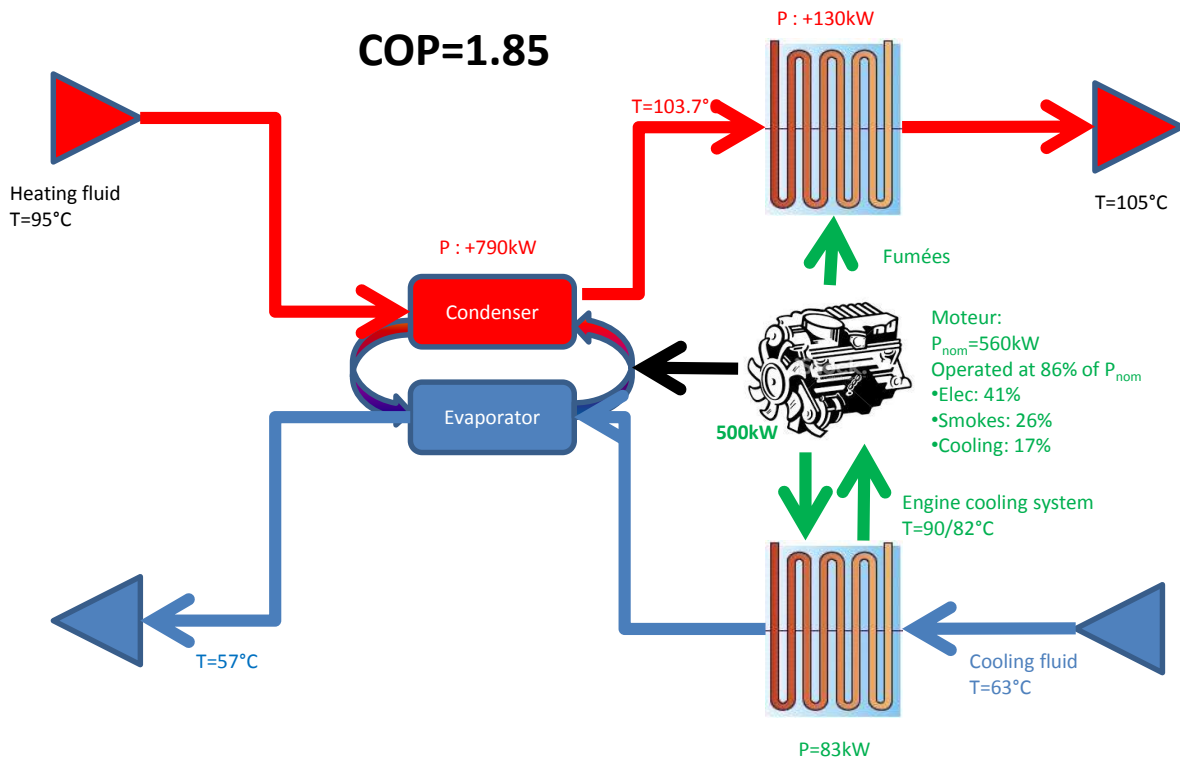 P : +130kW
COP=1.85
T=103.7°
Heating fluid
T=95°C
T=105°C
P : +790kW
Fumées
Condenser
Moteur:
Pnom=560kW
Operated at 86% of Pnom
•Elec: 41%
•Smokes: 26%
•Cooling: 17%
Evaporator
500kW
Engine cooling system
T=90/82°C
T=57°C
Cooling fluid
T=63°C
P=83kW